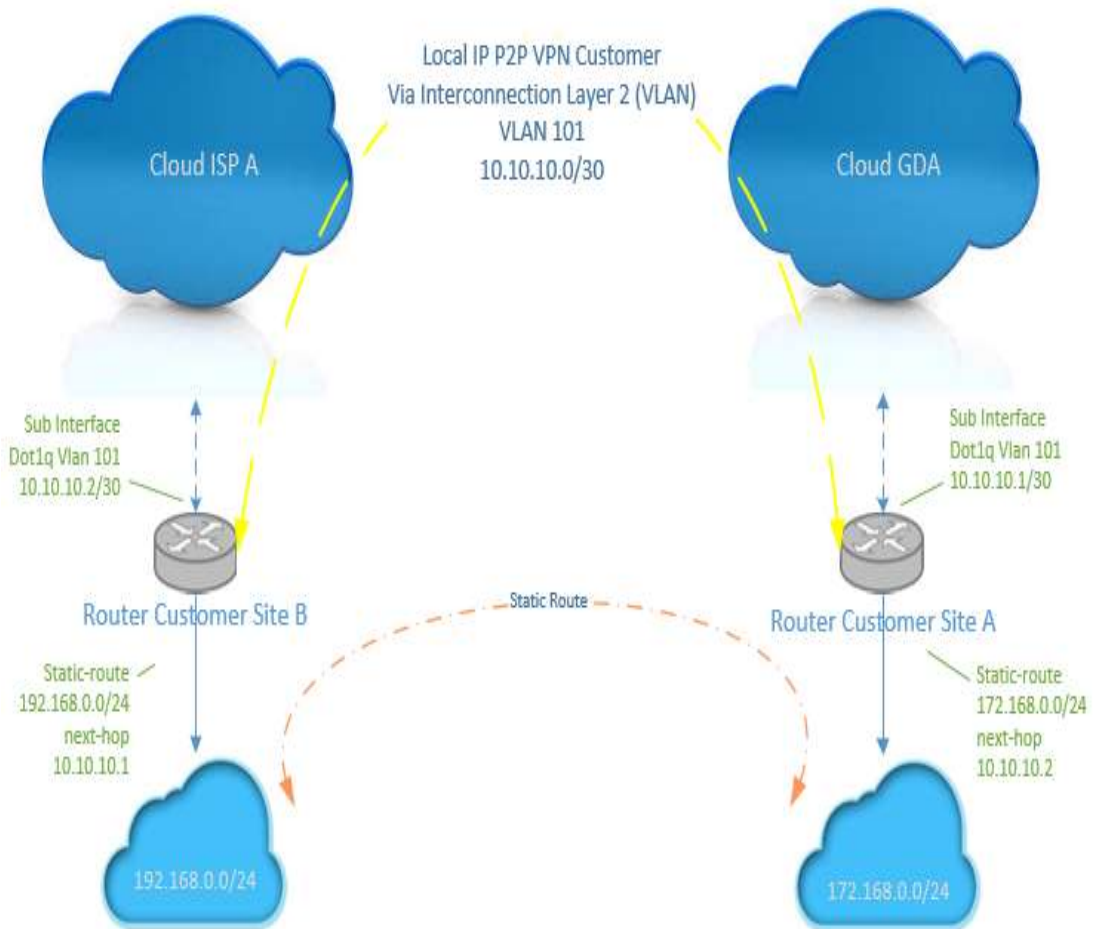 Local IP P2P VPN Customer
Via Interconnection Layer 2 (VLAN)
VLAN 101
10.10.10.0/30
Cloud ISP A
Cloud GDA
Sub Interface
Dot1q Vlan 101
10.10.10.2/30
Sub Interface
Dot1q Vlan 101
10.10.10.1/30
Router Customer Site B
Static Route
Router Customer Site A
Static-route
192.168.0.0/24
next-hop
10.10.10.1
Static-route
172.168.0.0/24
next-hop
10.10.10.2
192.168.0.0/24
172.168.0.0/24